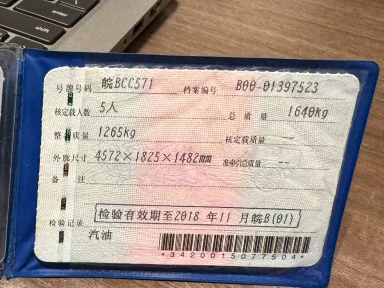 号牌号码 皖BCC571 档案编号 B00-01397523
核定载人数 5人 总质量 1640kg
整备质量 1265kg 核定载质量 --
外廓尺寸 4572×1825×1482mm 准牵引总质量 --
备注
检验有效期至2018年11月皖B(01)
检验记录
汽油
*3420015077504*